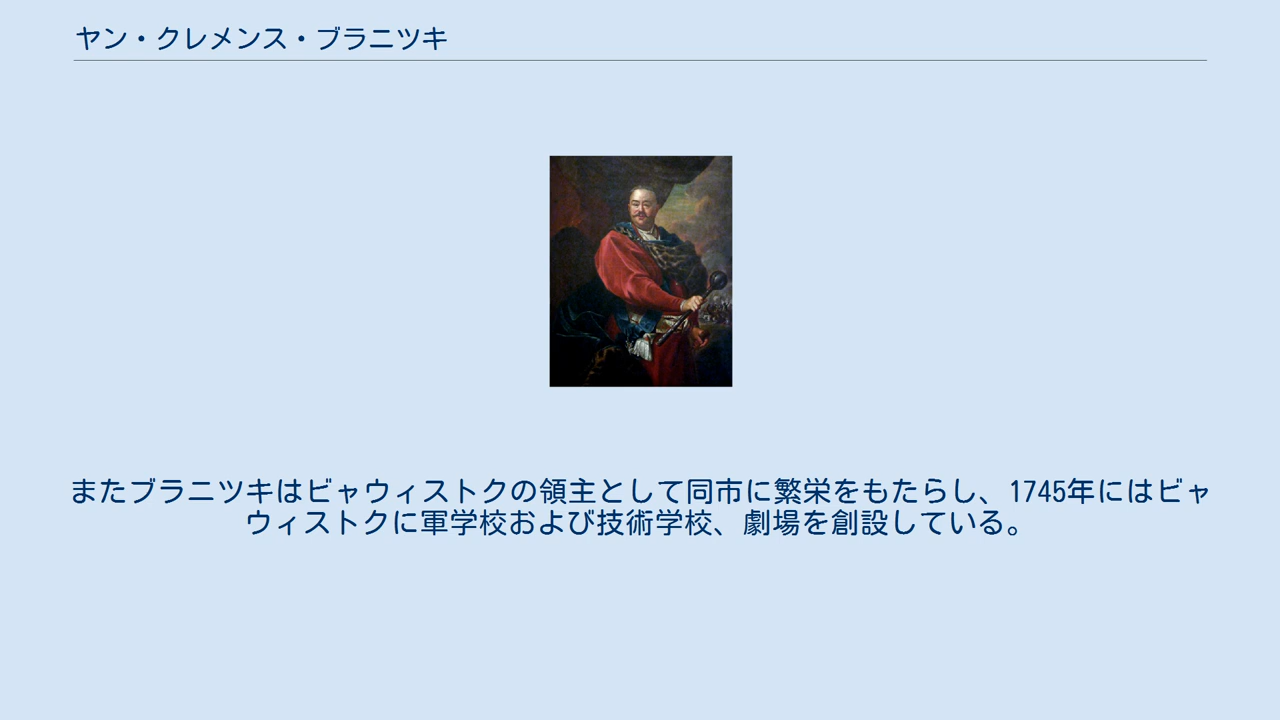 ヤン・クレメンス・ブラニツキ
またブラニツキはビャウィストクの領主として同市に繁栄をもたらし、1745年にはビャ
ウィストクに軍学校および技術学校、劇場を創設している。